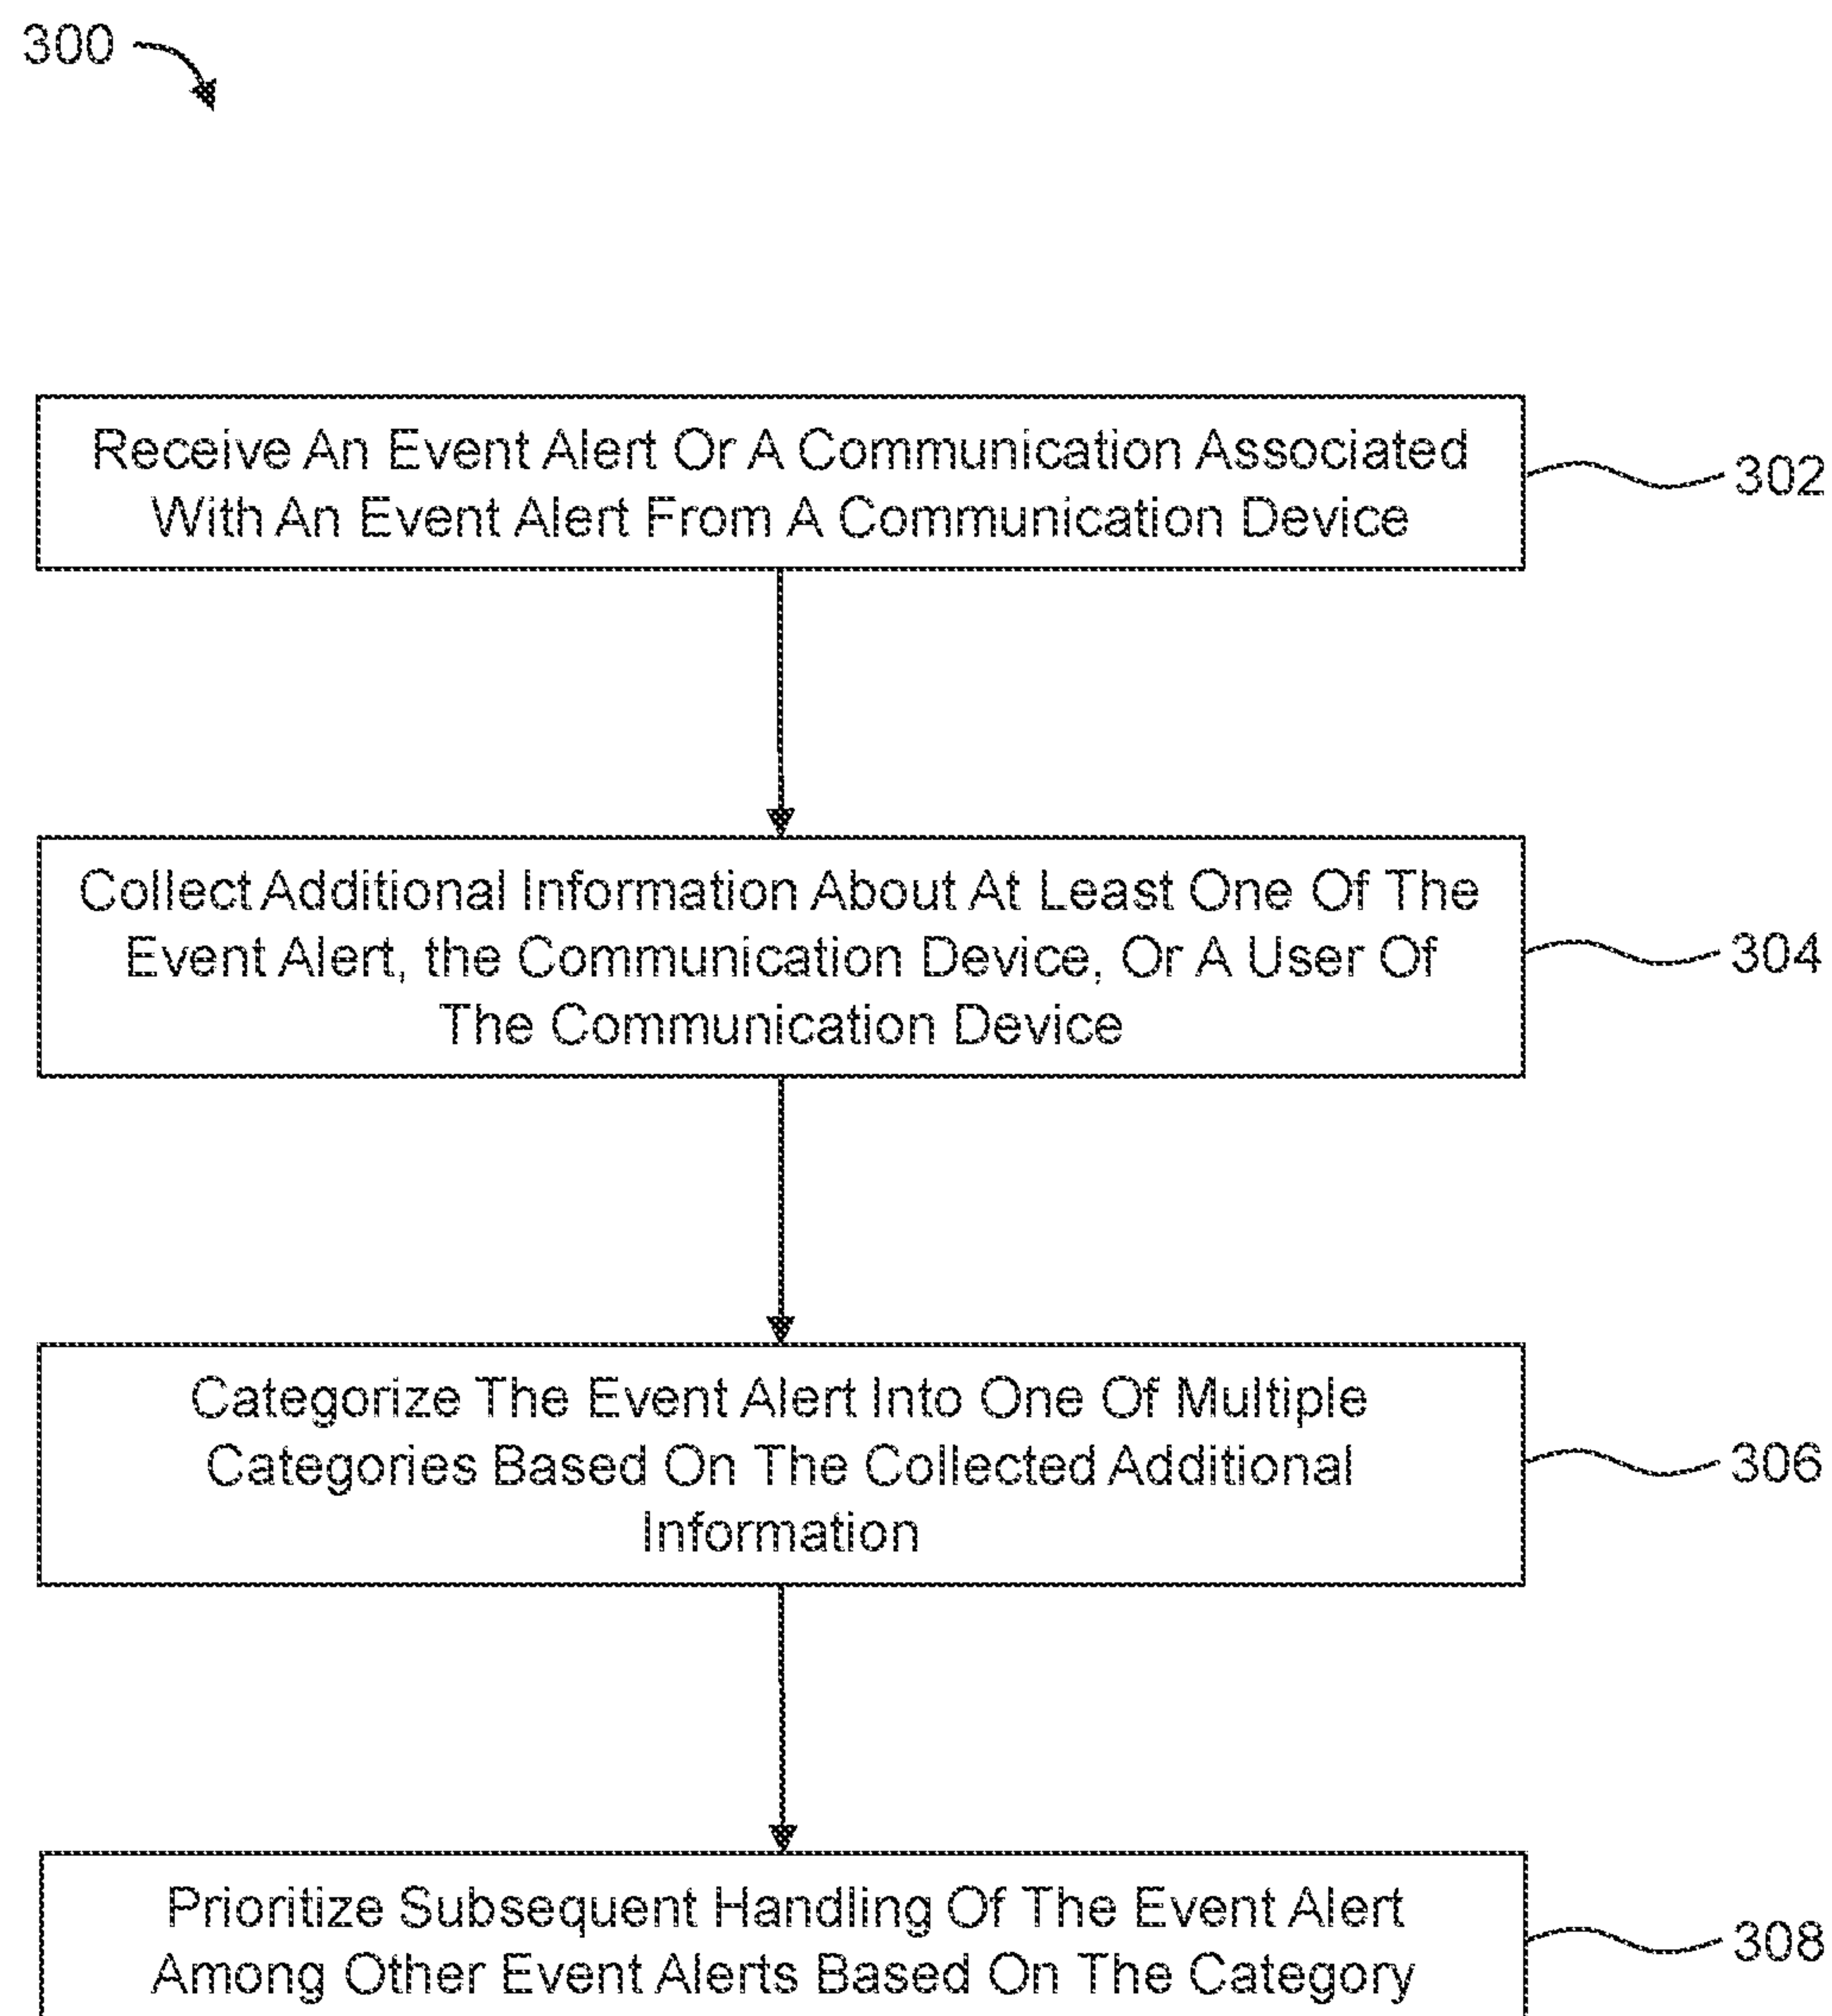 300
Receive An Event Alert Or A Communication Associated
With An Event Alert From A Communication Device
302
Collect Additional Information About At Least One Of The
Event Alert, the Communication Device, Or A User Of
The Communication Device
304
Categorize The Event Alert Into One Of Multiple
Categories Based On The Collected Additional
Information
306
Prioritize Subsequent Handling Of The Event Alert
Among Other Event Alerts Based On The Category
308